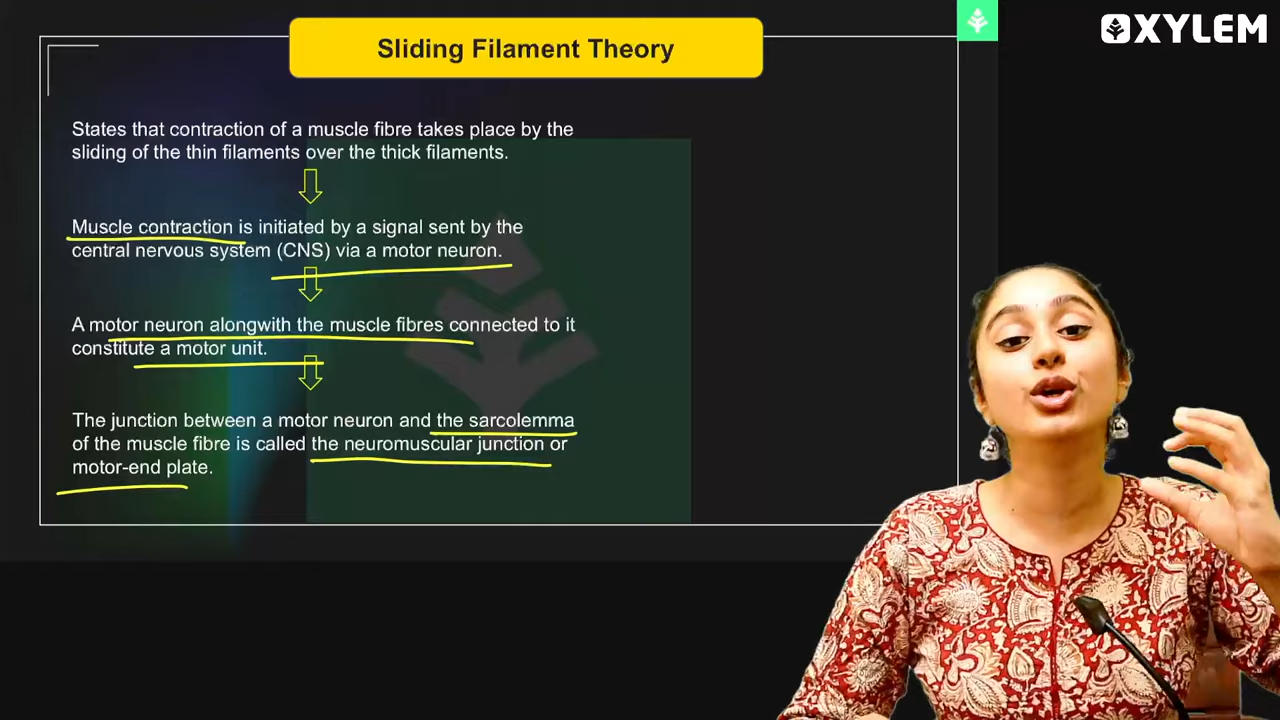 Sliding Filament Theory
XYLEM
States that contraction of a muscle fibre takes place by the
sliding of the thin filaments over the thick filaments.
Muscle contraction is initiated by a signal sent by the
central nervous system (CNS) via a motor neuron.
A motor neuron alongwith the muscle fibres connected to it
constitute a motor unit.
The junction between a motor neuron and the sarcolemma
of the muscle fibre is called the neuromuscular junction or
motor-end plate.